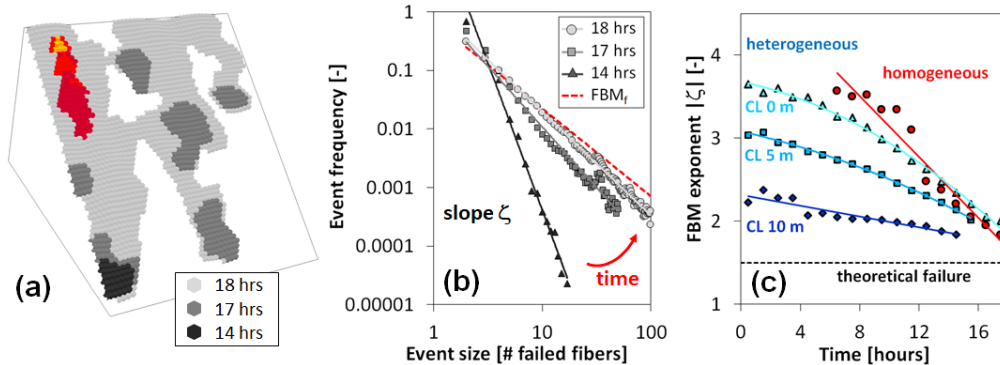 (a)
18 hrs
17 hrs
14 hrs
Event frequency [-]
1
0.1
0.01
0.001
0.0001
0.00001
18 hrs
17 hrs
14 hrs
FBMf
slope ζ
time
(b)
1
10
100
Event size [# failed fibers]
FBM exponent |ζ| [-]
4
3
2
1
heterogeneous
homogeneous
CL 0 m
CL 5 m
CL 10 m
theoretical failure
(c)
0
4
8
12
16
Time [hours]